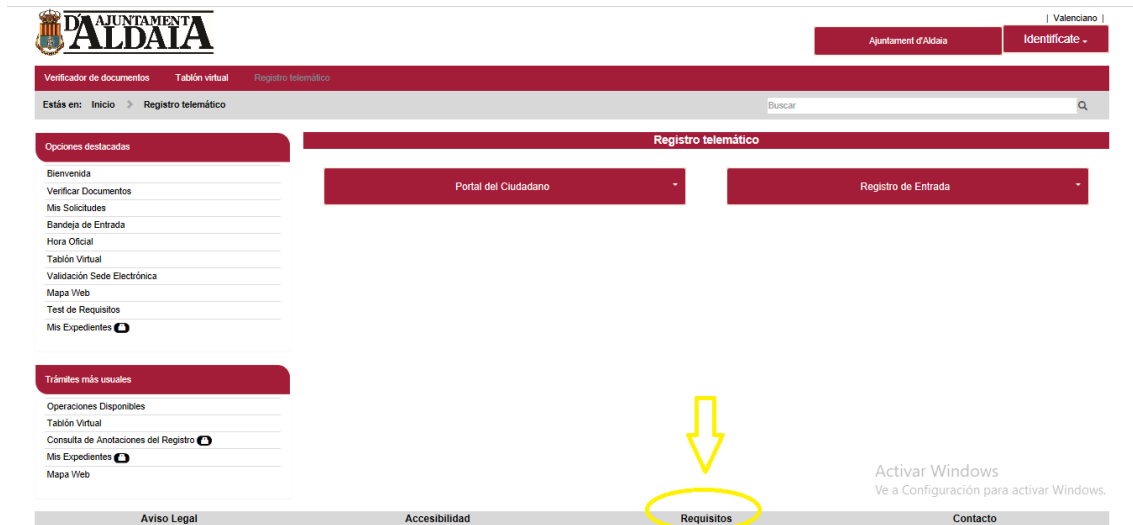 D'AJUNTAMENT
ALDAIA
| Valenciano |
Ajuntament d'Aldaia
Identifícate
Verificador de documentos Tablón virtual Registro telemático
Estás en: Inicio Registro telemático
Buscar
Opciones destacadas
Bienvenida
Verificar Documentos
Mis Solicitudes
Bandeja de Entrada
Hora Oficial
Tablón Virtual
Validación Sede Electrónica
Mapa Web
Test de Requisitos
Mis Expedientes
Trámites más usuales
Operaciones Disponibles
Tablón Virtual
Consulta de Anotaciones del Registro
Mis Expedientes
Mapa Web
Registro telemático
Portal del Ciudadano
Registro de Entrada
Activar Windows
Ve a Configuración para activar Windows.
Aviso Legal Accesibilidad Requisitos Contacto